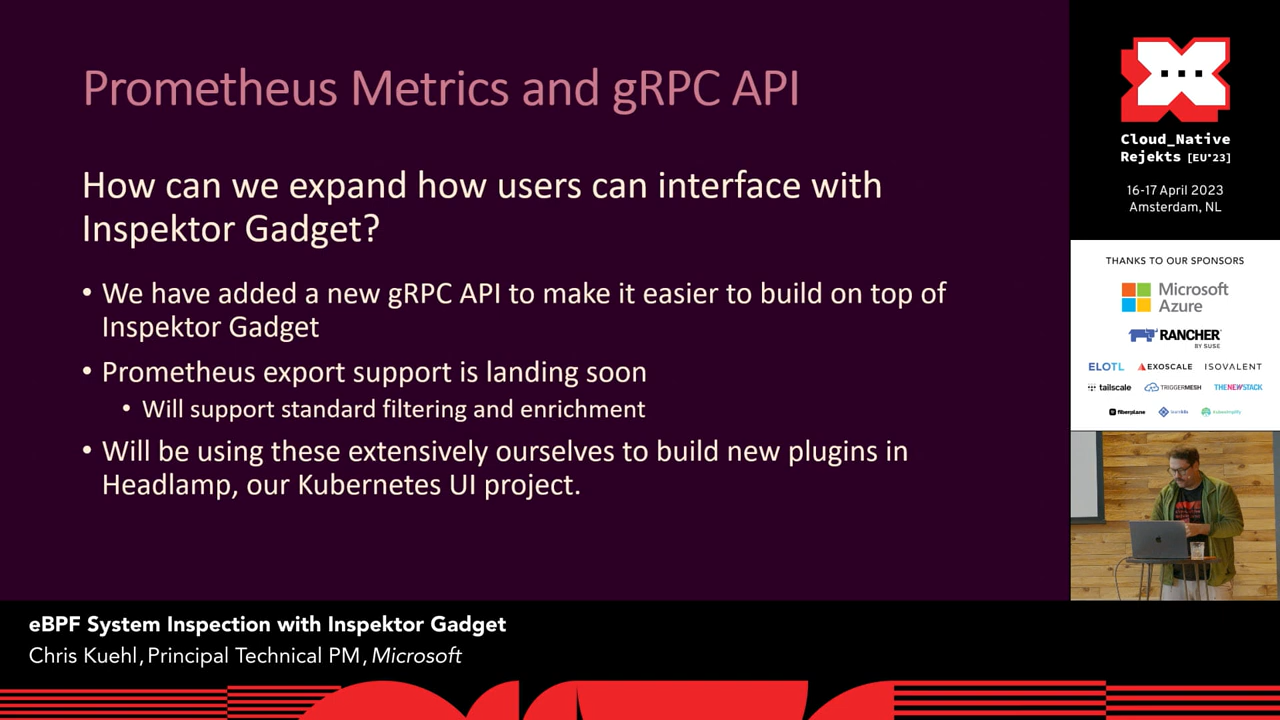 Prometheus Metrics and gRPC API
How can we expand how users can interface with
Inspektor Gadget?
• We have added a new gRPC API to make it easier to build on top of
Inspektor Gadget
• Prometheus export support is landing soon
• Will support standard filtering and enrichment
• Will be using these extensively ourselves to build new plugins in
Headlamp, our Kubernetes UI project.
Cloud_Native
Rejekts [EU*23]
16-17 April 2023
Amsterdam, NL
THANKS TO OUR SPONSORS
Microsoft
Azure
RANCHER
BY SUSE
ELOTL EXOSCALE ISOVALENT
tailscale TRIGGERMESH THENEWSTACK
fiberplane
eBPF System Inspection with Inspektor Gadget
Chris Kuehl, Principal Technical PM, Microsoft